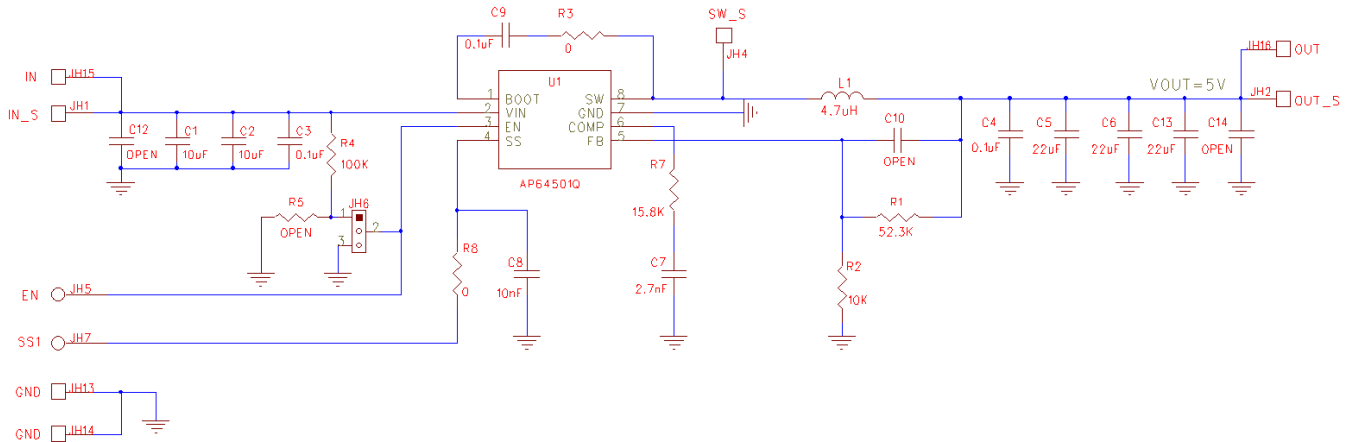 C9
0.1uF
R3
0
SW_S
JH4
IN
JH15
IN_S
JH1
C12
OPEN
C1
10uF
C2
10uF
C3
0.1uF
R4
100K
U1
1
BOOT
2
VIN
3
EN
4
SS
SW
8
GND
7
COMP
6
FB
5
AP64501Q
L1
4.7uH
VOUT=5V
JH16
OUT
JH2
OUT_S
C10
OPEN
C4
0.1uF
C5
22uF
C6
22uF
C13
22uF
C14
OPEN
R5
OPEN
JH6
1
2
3
R7
15.8K
R1
52.3K
R8
0
C8
10nF
C7
2.7nF
R2
10K
EN
JH5
SS1
JH7
GND
JH13
GND
JH14